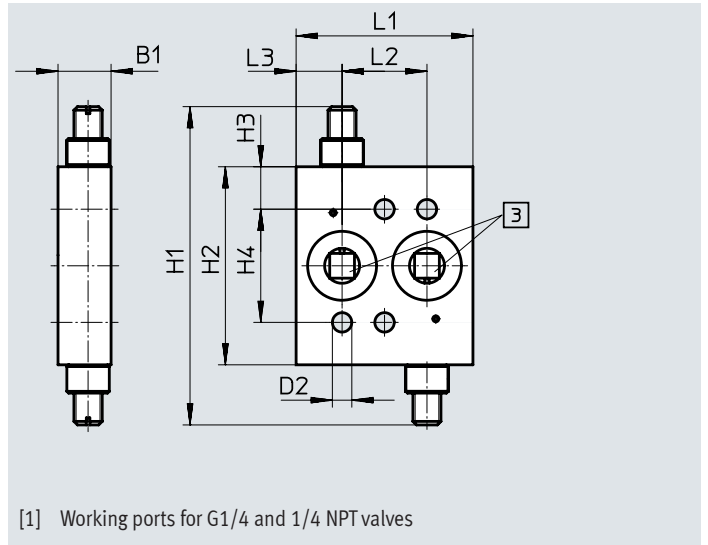 L1
B1
L3
L2
H3
3
H1
H2
H4
D2
[1] Working ports for G1/4 and 1/4 NPT valves